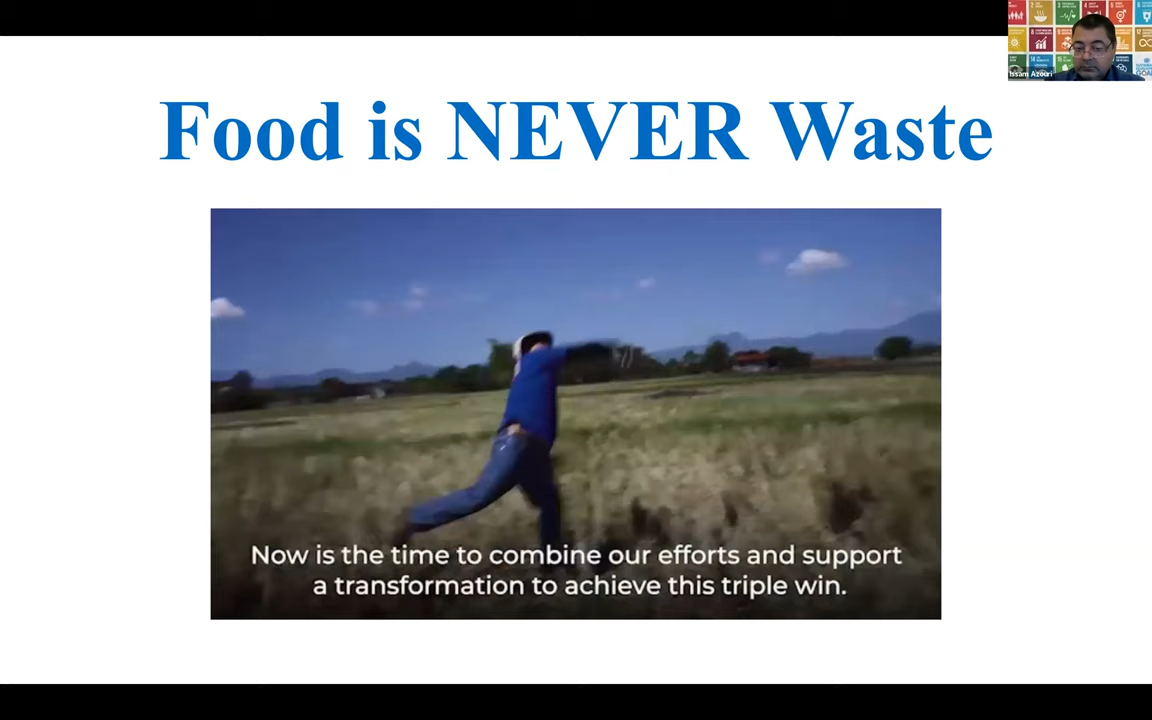 Food is NEVER Waste
Issam Azouri
Now is the time to combine our efforts and support
a transformation to achieve this triple win.